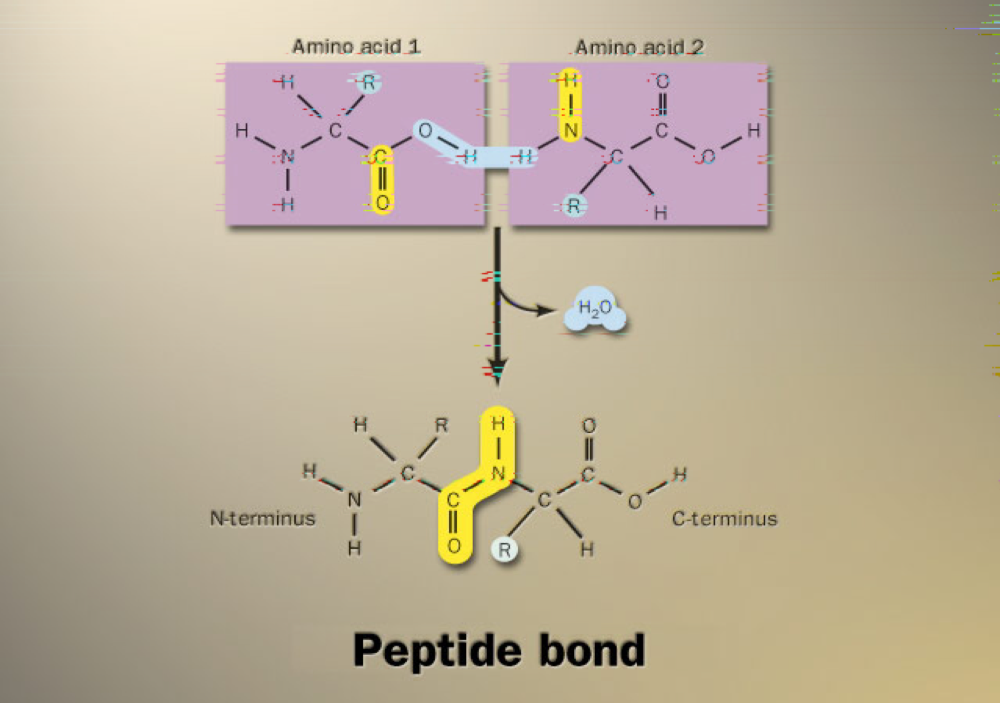 Amino acid 1 Amino acid 2
H R H O
H C O N C H
N C H H C O
H O R H
H₂O
H R H O
H C N C H
N C C O
N-terminus C-terminus
H O R H
Peptide bond